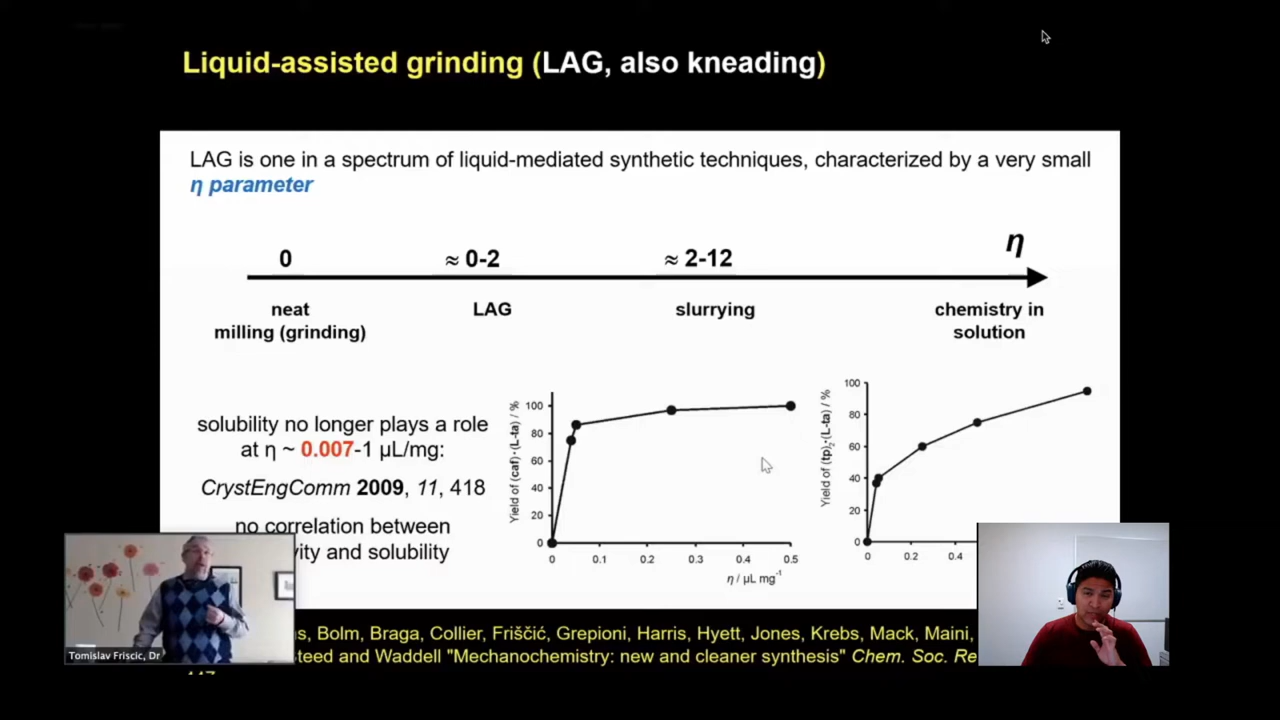 Liquid-assisted grinding (LAG, also kneading)
LAG is one in a spectrum of liquid-mediated synthetic techniques, characterized by a very small
η parameter
0
≈ 0-2
≈ 2-12
η
neat
milling (grinding)
LAG
slurrying
chemistry in
solution
solubility no longer plays a role
at η ~ 0.007-1 µL/mg:
CrystEngComm 2009, 11, 418
no correlation between
vity and solubility
Yield of (caf)·(L-ta) / %
100
80
60
40
20
0
0 0.1 0.2 0.3 0.4 0.5
η / µL mg⁻¹
Yield of (tp)₂·(L-ta) / %
100
80
60
40
20
0
0 0.2 0.4
Tomislav Friscic, Dr
s, Bolm, Braga, Collier, Friščić, Grepioni, Harris, Hyett, Jones, Krebs, Mack, Maini,
steed and Waddell "Mechanochemistry: new and cleaner synthesis" Chem. Soc. Re